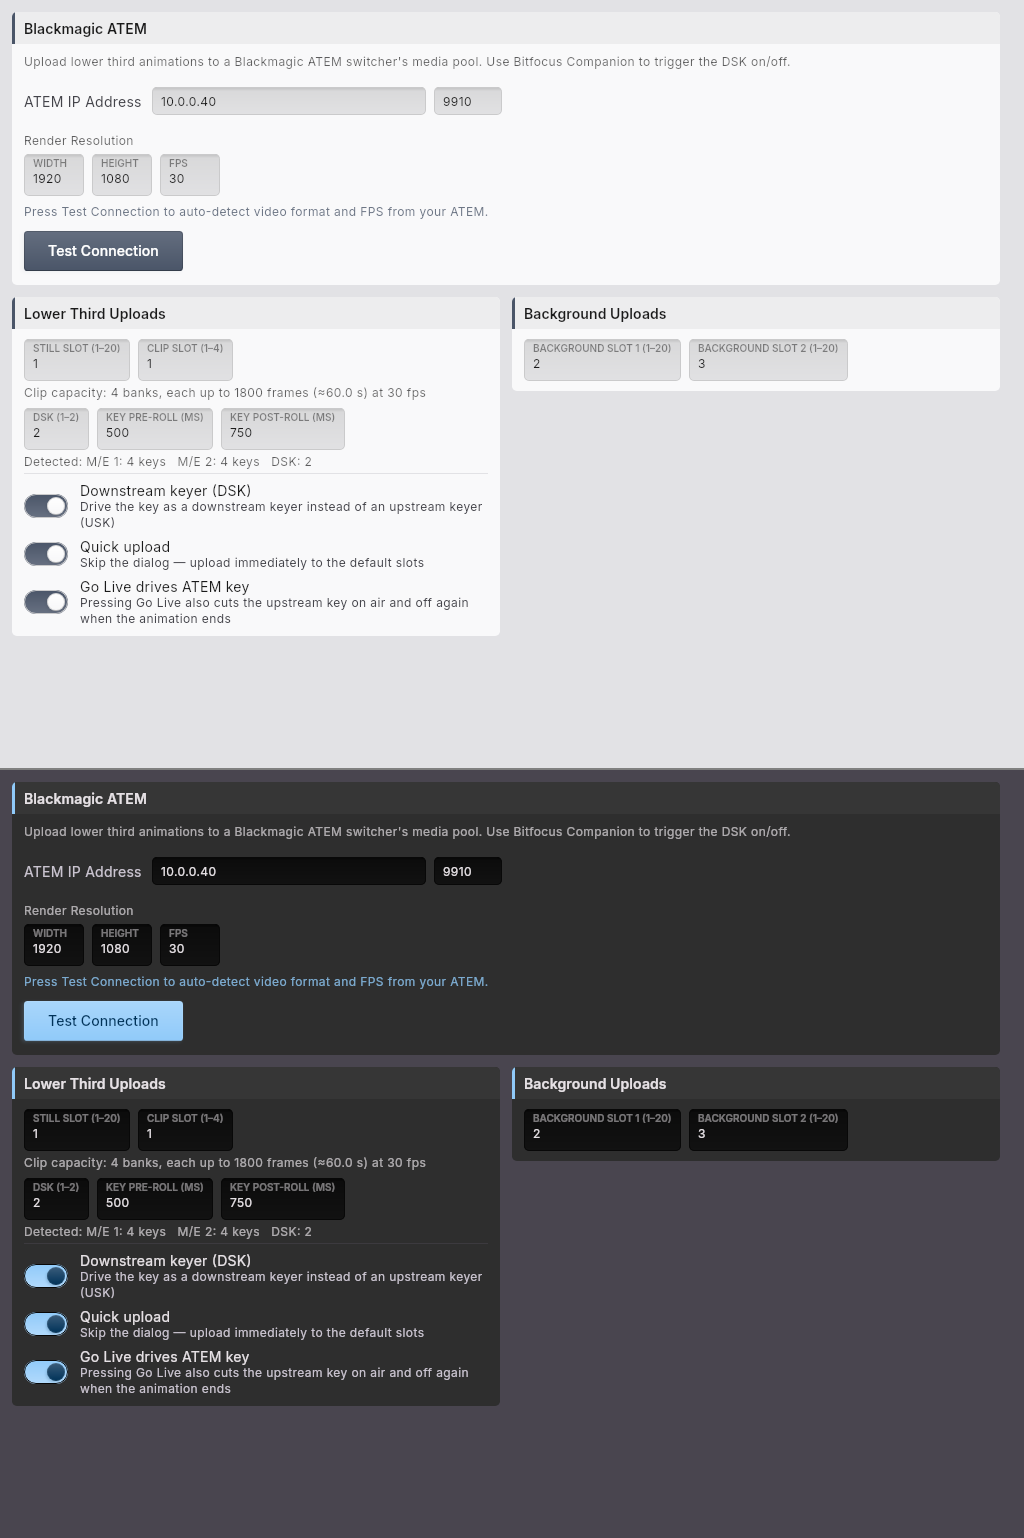 Blackmagic ATEM
Upload lower third animations to a Blackmagic ATEM switcher's media pool. Use Bitfocus Companion to trigger the DSK on/off.
ATEM IP Address 10.0.0.40 9910
Render Resolution
WIDTH HEIGHT FPS
1920 1080 30
Press Test Connection to auto-detect video format and FPS from your ATEM.
Test Connection
Lower Third Uploads
STILL SLOT (1–20) CLIP SLOT (1–4)
1 1
Clip capacity: 4 banks, each up to 1800 frames (≈60.0 s) at 30 fps
DSK (1–2) KEY PRE-ROLL (MS) KEY POST-ROLL (MS)
2 500 750
Detected: M/E 1: 4 keys M/E 2: 4 keys DSK: 2
Downstream keyer (DSK)
Drive the key as a downstream keyer instead of an upstream keyer
(USK)
Quick upload
Skip the dialog — upload immediately to the default slots
Go Live drives ATEM key
Pressing Go Live also cuts the upstream key on air and off again
when the animation ends
Background Uploads
BACKGROUND SLOT 1 (1–20) BACKGROUND SLOT 2 (1–20)
2 3
Blackmagic ATEM
Upload lower third animations to a Blackmagic ATEM switcher's media pool. Use Bitfocus Companion to trigger the DSK on/off.
ATEM IP Address 10.0.0.40 9910
Render Resolution
WIDTH HEIGHT FPS
1920 1080 30
Press Test Connection to auto-detect video format and FPS from your ATEM.
Test Connection
Lower Third Uploads
STILL SLOT (1–20) CLIP SLOT (1–4)
1 1
Clip capacity: 4 banks, each up to 1800 frames (≈60.0 s) at 30 fps
DSK (1–2) KEY PRE-ROLL (MS) KEY POST-ROLL (MS)
2 500 750
Detected: M/E 1: 4 keys M/E 2: 4 keys DSK: 2
Downstream keyer (DSK)
Drive the key as a downstream keyer instead of an upstream keyer
(USK)
Quick upload
Skip the dialog — upload immediately to the default slots
Go Live drives ATEM key
Pressing Go Live also cuts the upstream key on air and off again
when the animation ends
Background Uploads
BACKGROUND SLOT 1 (1–20) BACKGROUND SLOT 2 (1–20)
2 3